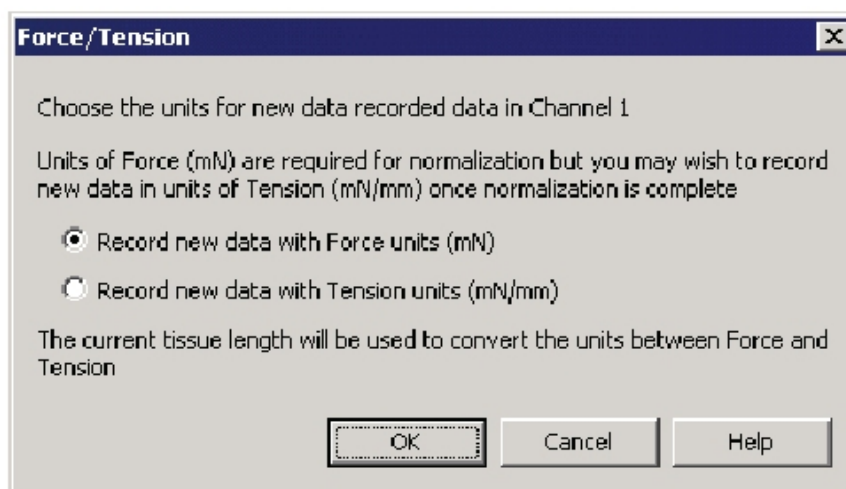 Force/Tension
Choose the units for new data recorded data in Channel 1
Units of Force (mN) are required for normalization but you may wish to record
new data in units of Tension (mN/mm) once normalization is complete
Record new data with Force units (mN)
Record new data with Tension units (mN/mm)
The current tissue length will be used to convert the units between Force and
Tension
OK Cancel Help